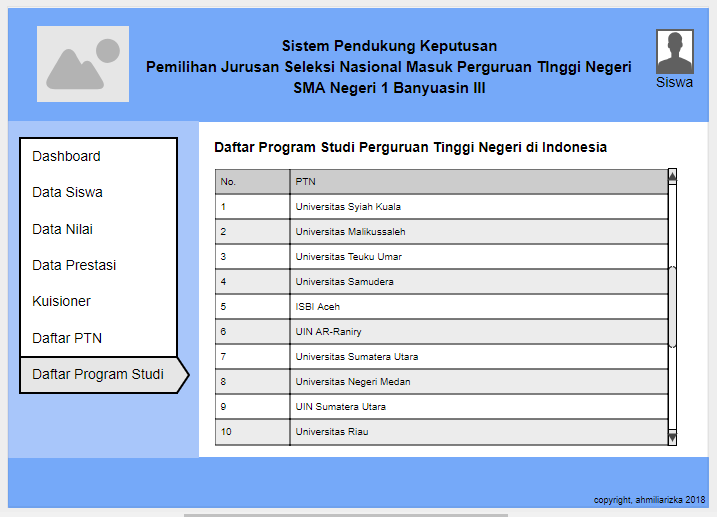 Sistem Pendukung Keputusan
Pemilihan Jurusan Seleksi Nasional Masuk Perguruan TInggi Negeri
SMA Negeri 1 Banyuasin III
Siswa
Dashboard
Data Siswa
Data Nilai
Data Prestasi
Kuisioner
Daftar PTN
Daftar Program Studi
Daftar Program Studi Perguruan Tinggi Negeri di Indonesia
No. PTN
1 Universitas Syiah Kuala
2 Universitas Malikussaleh
3 Universitas Teuku Umar
4 Universitas Samudera
5 ISBI Aceh
6 UIN AR-Raniry
7 Universitas Sumatera Utara
8 Universitas Negeri Medan
9 UIN Sumatera Utara
10 Universitas Riau
copyright, ahmiliarizka 2018